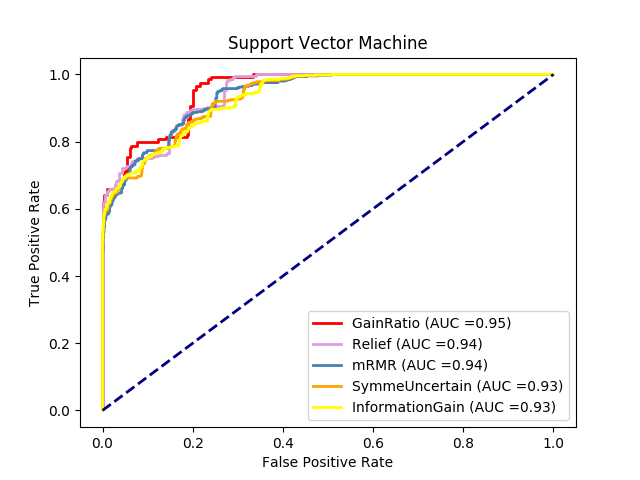 Support Vector Machine
True Positive Rate
1.0
0.8
0.6
0.4
0.2
0.0
GainRatio (AUC =0.95)
Relief (AUC =0.94)
mRMR (AUC =0.94)
SymmeUncertain (AUC =0.93)
InformationGain (AUC =0.93)
0.0 0.2 0.4 0.6 0.8 1.0
False Positive Rate